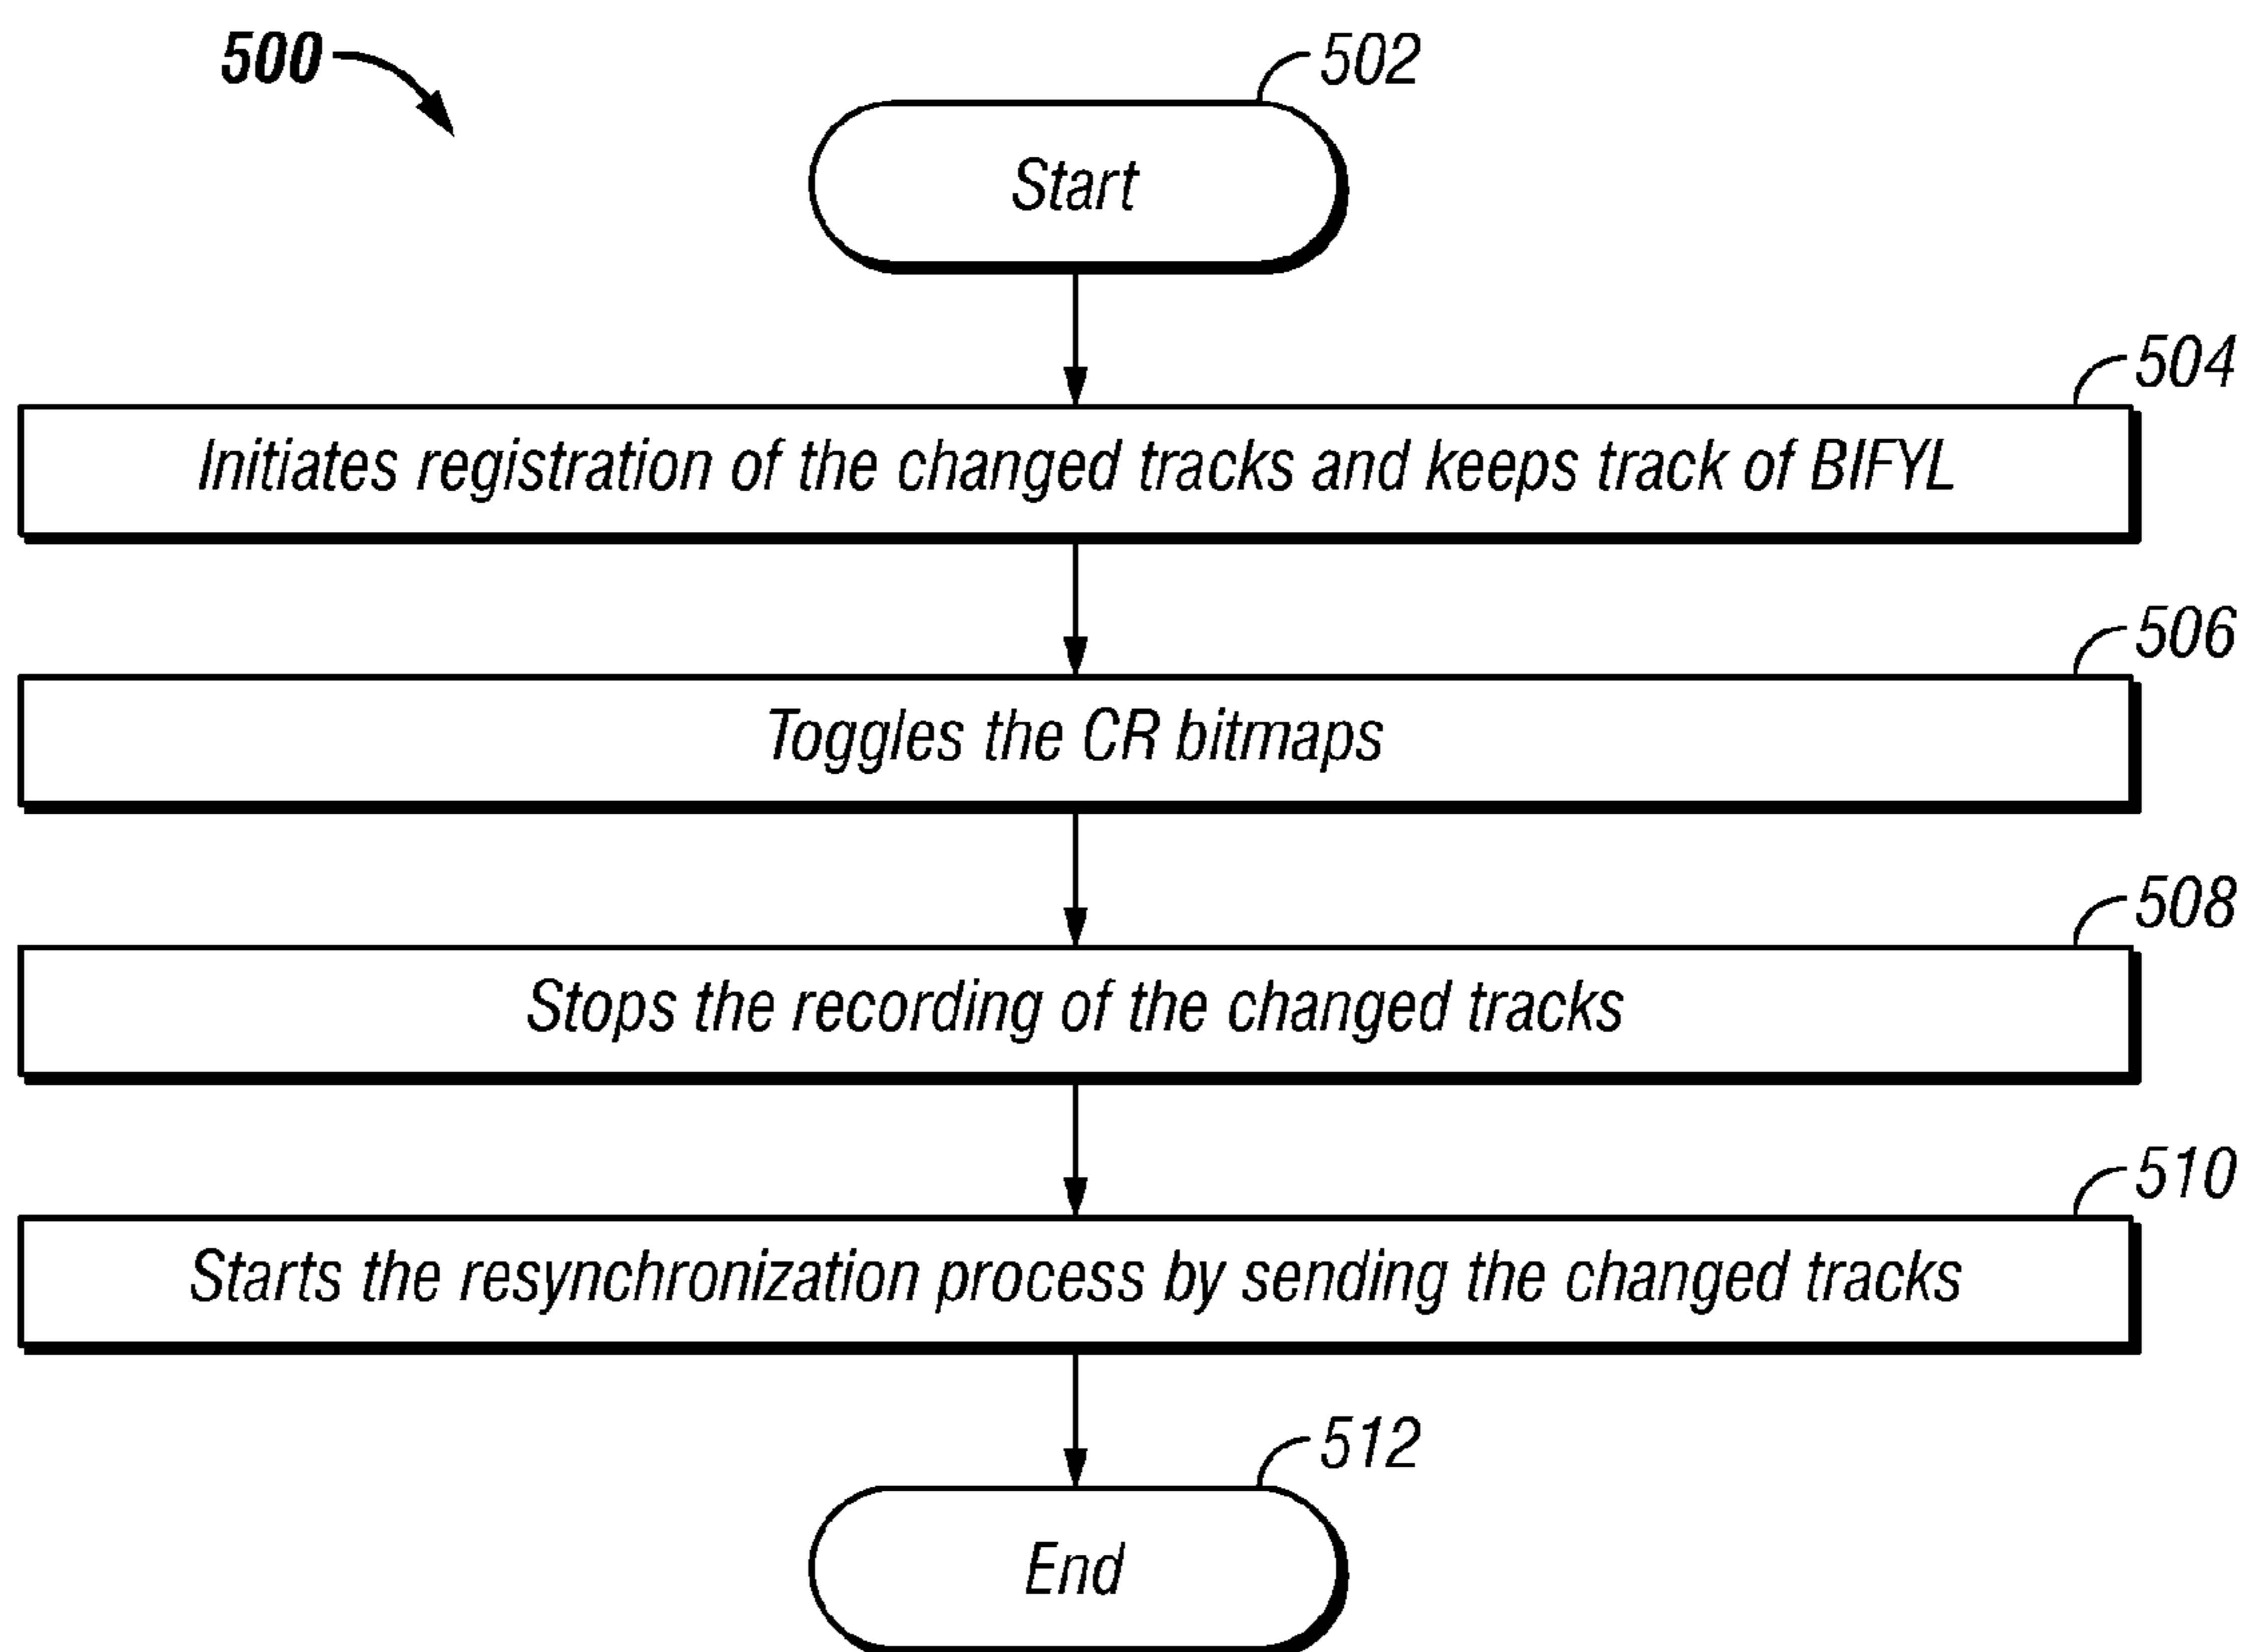 500
502
Start
504
Initiates registration of the changed tracks and keeps track of BIFYL
506
Toggles the CR bitmaps
508
Stops the recording of the changed tracks
510
Starts the resynchronization process by sending the changed tracks
512
End